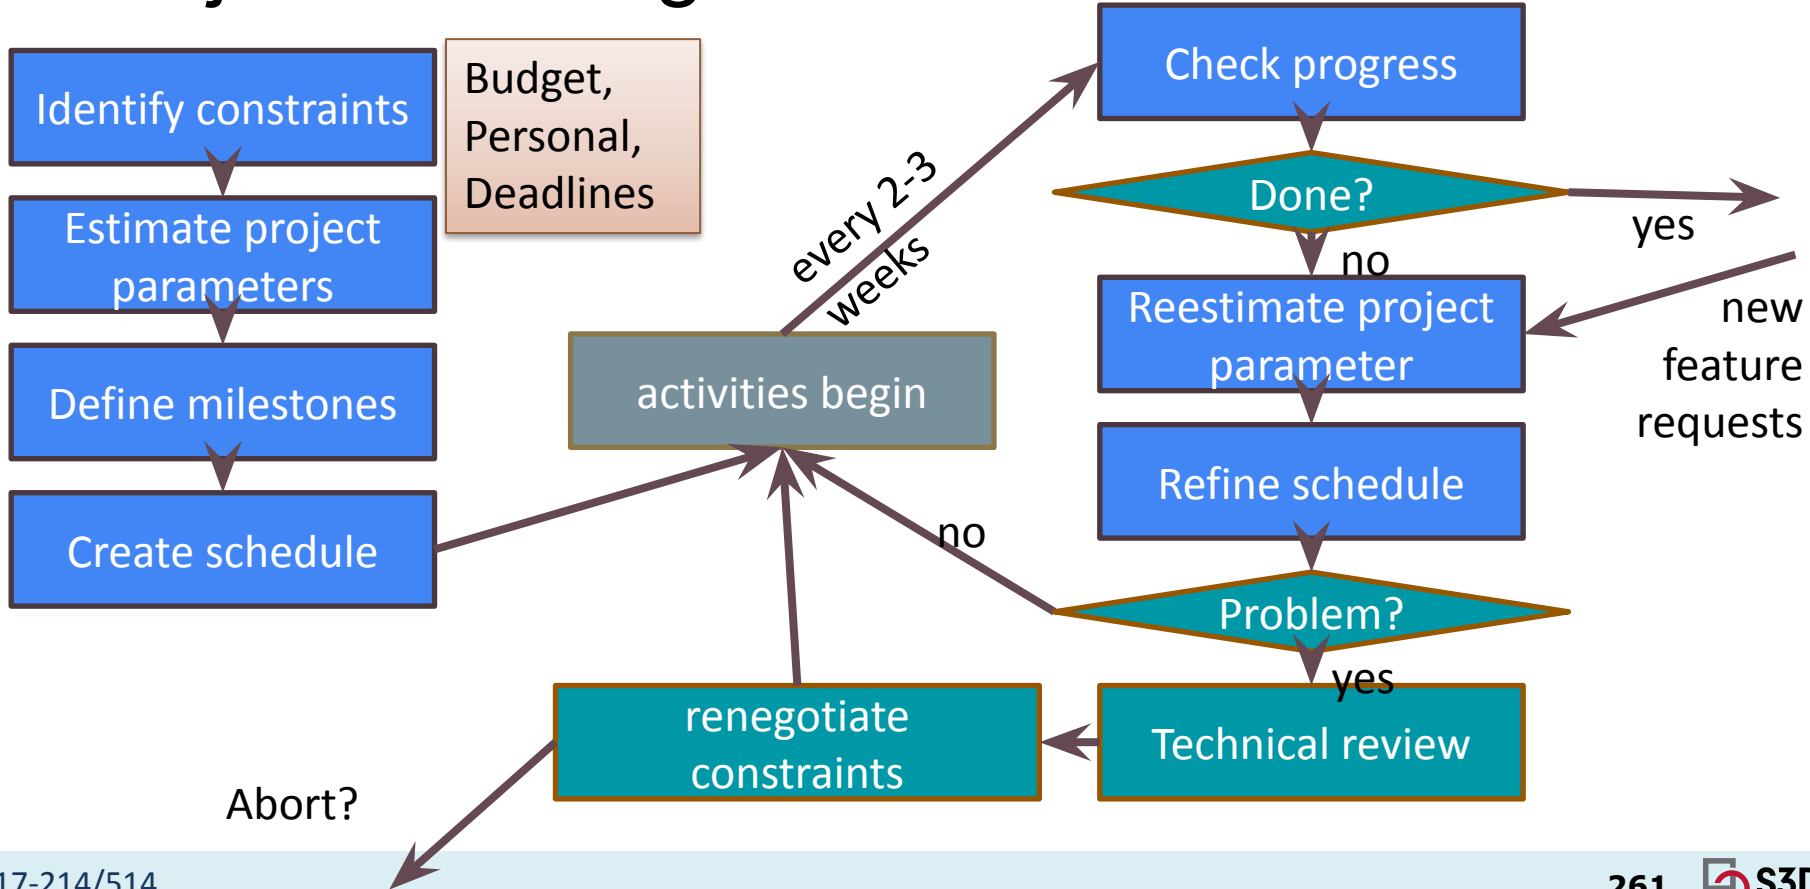 Identify constraints
Budget,
Personal,
Deadlines
Estimate project
parameters
Define milestones
Create schedule
activities begin
every 2-3
weeks
Check progress
Done?
yes
no
Reestimate project
parameter
new
feature
requests
Refine schedule
Problem?
no
yes
Technical review
renegotiate
constraints
Abort?
17-214/514
261
S3D